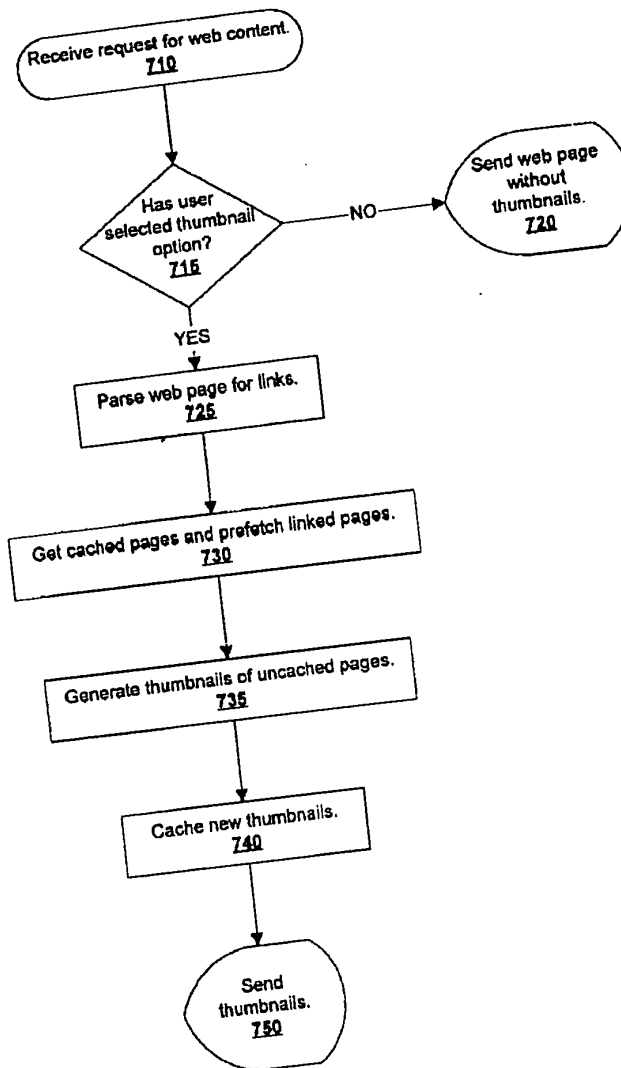 Receive request for web content.
710
Has user
selected thumbnail
option?
715
NO
Send web page
without
thumbnails.
720
YES
Parse web page for links.
725
Get cached pages and prefetch linked pages.
730
Generate thumbnails of uncached pages.
735
Cache new thumbnails.
740
Send
thumbnails.
750